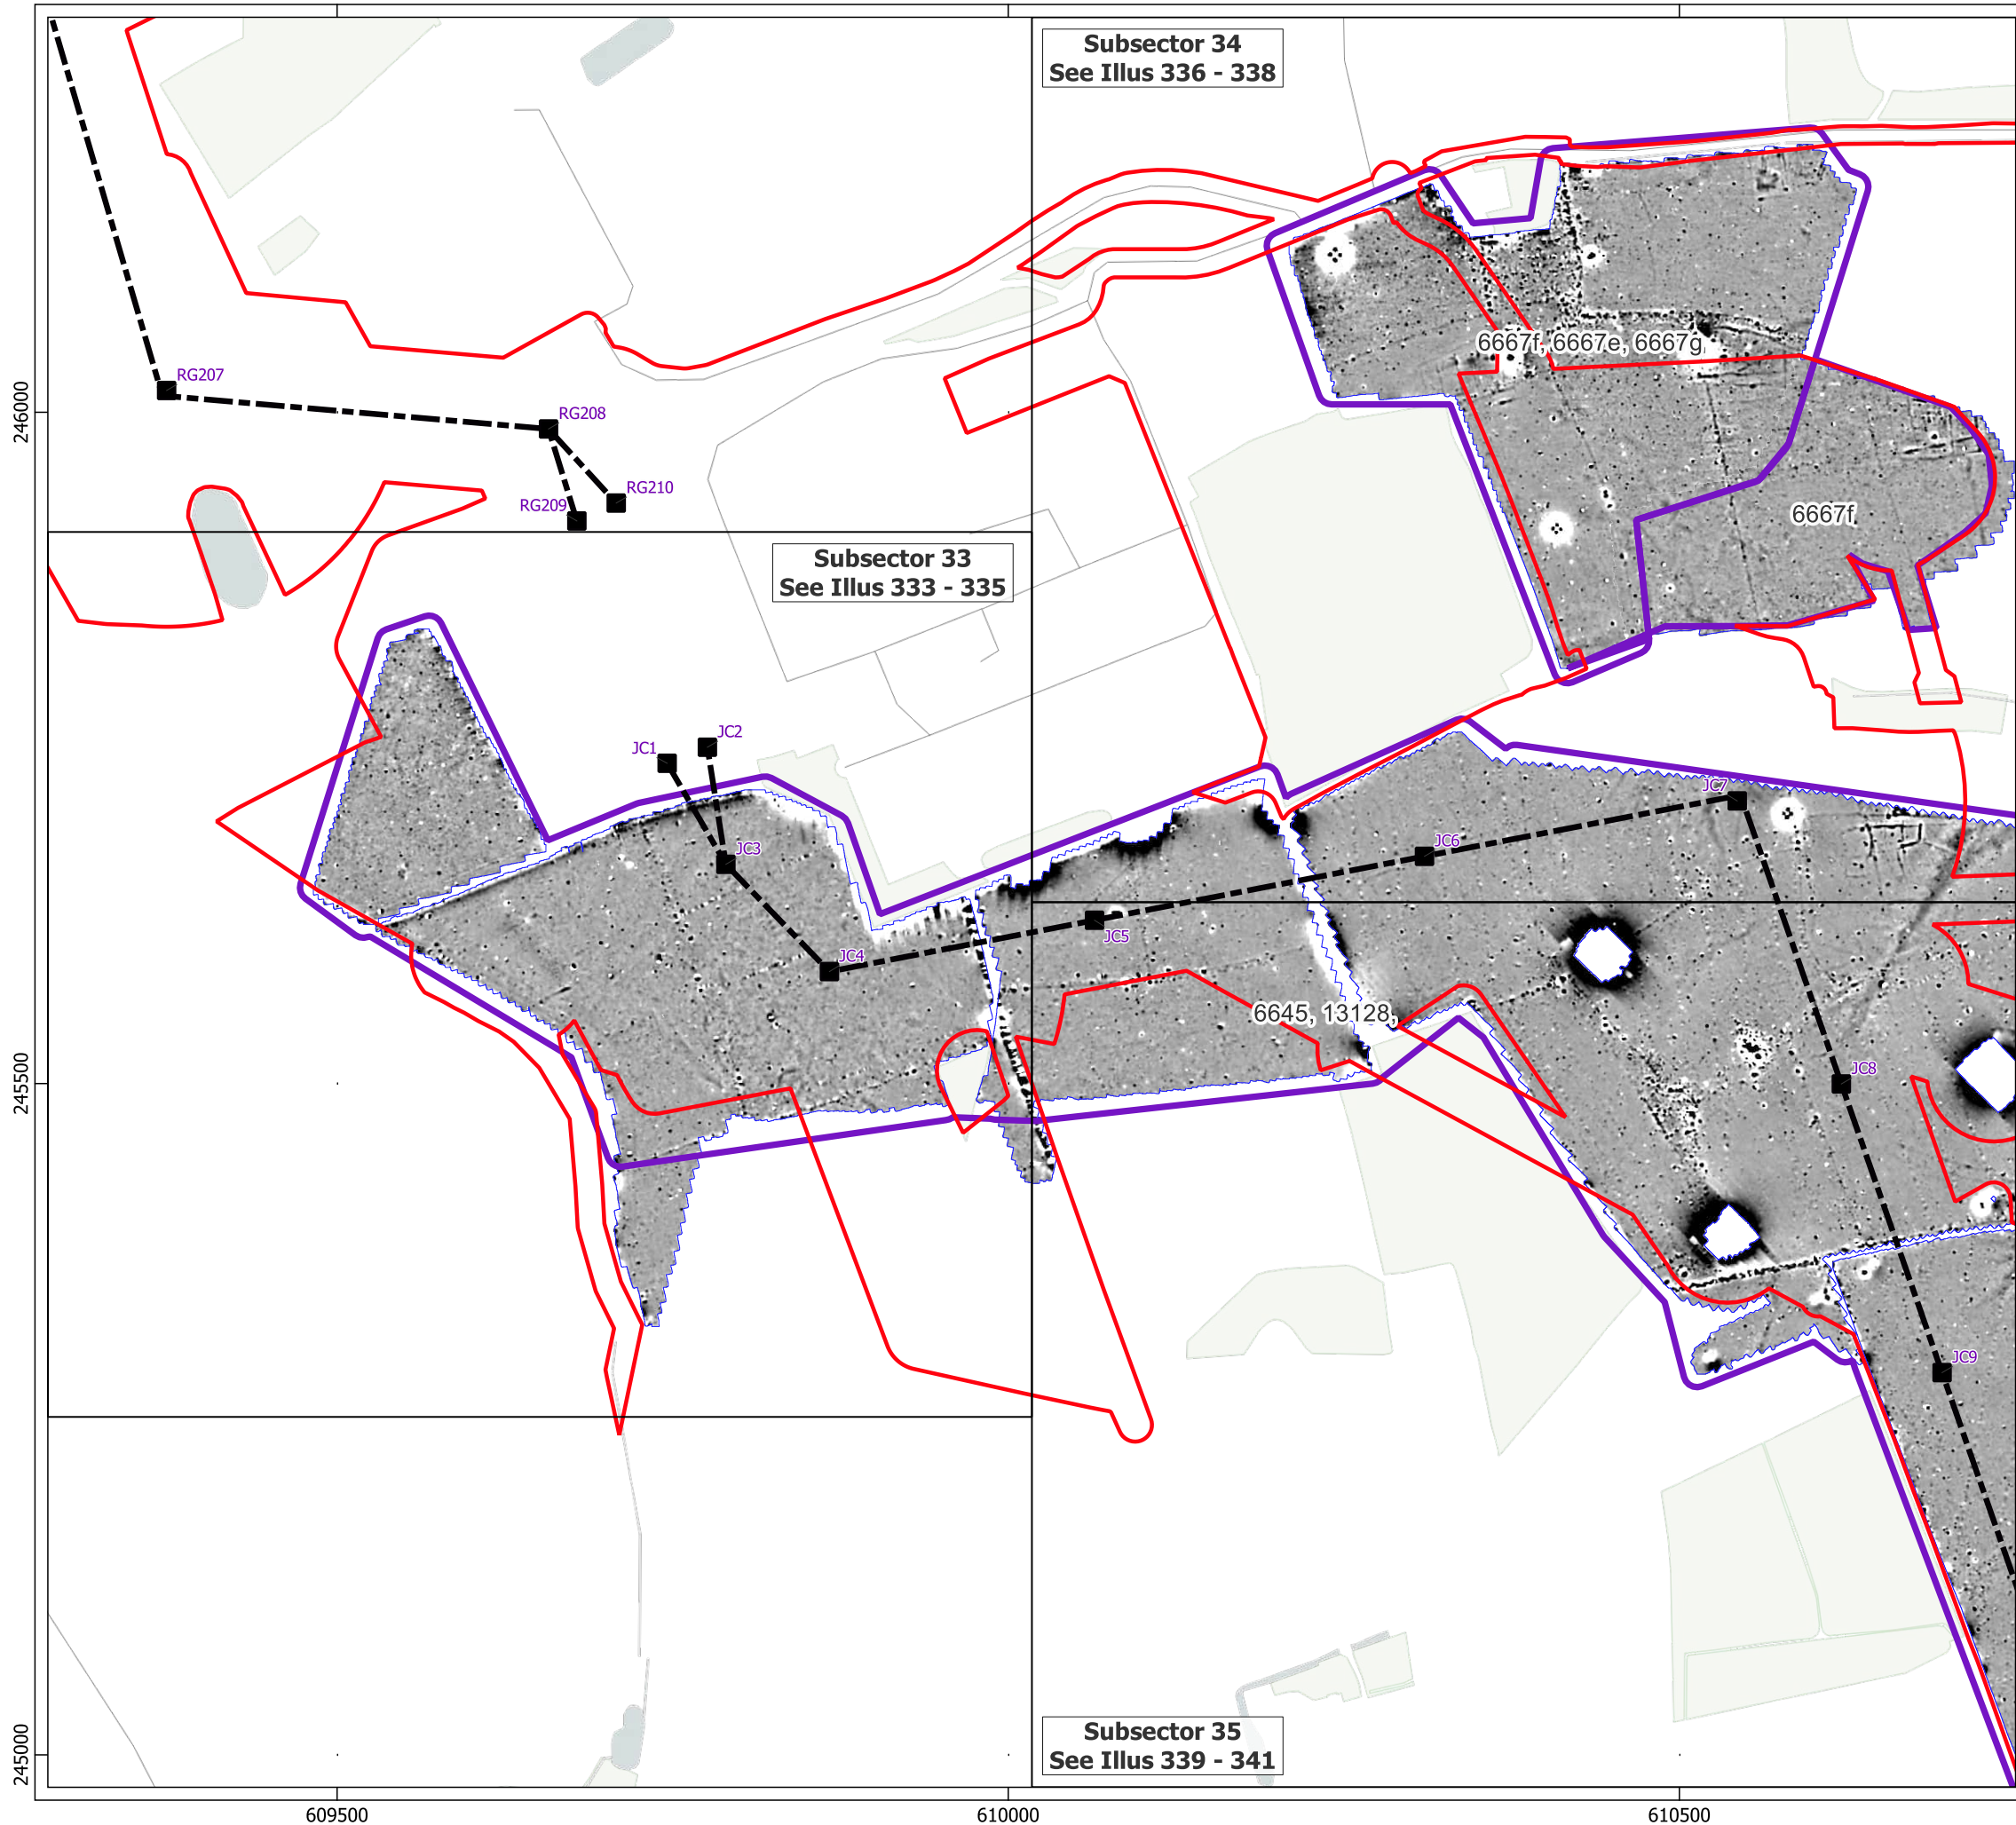 Subsector 34
See Illus 336 - 338
6667f, 6667e, 6667g,
RG207
246000
RG208
RG210
RG209
6667f,
Subsector 33
See Illus 333 - 335
JC1
JC2
JC7
JC6
JC3
JC5
JC4
6645, 13128,
245500
JC8
JC9
245000
Subsector 35
See Illus 339 - 341
609500
610000
610500